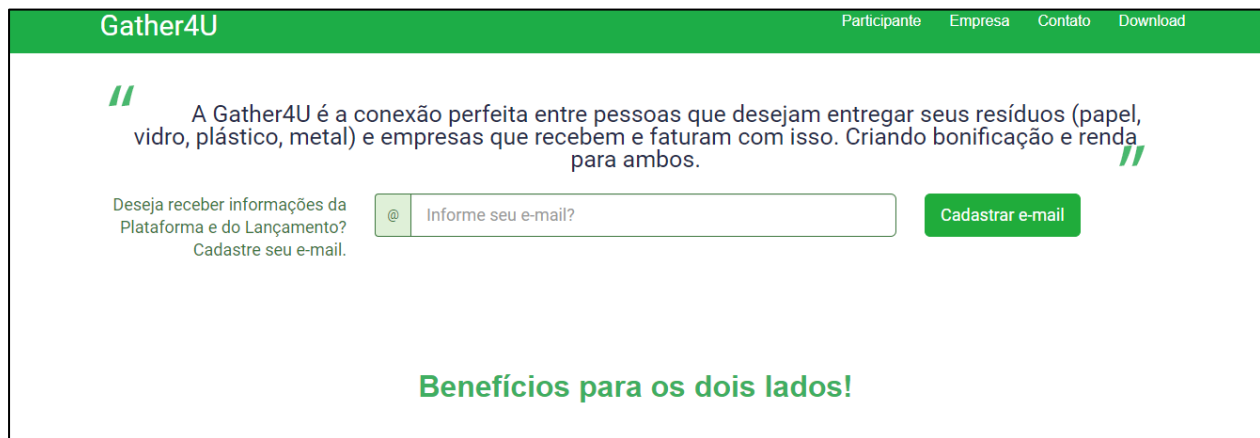 Gather4U
Participante Empresa Contato Download
“
A Gather4U é a conexão perfeita entre pessoas que desejam entregar seus resíduos (papel,
vidro, plástico, metal) e empresas que recebem e faturam com isso. Criando bonificação e renda
para ambos.
”
Deseja receber informações da
Plataforma e do Lançamento?
Cadastre seu e-mail.
@ Informe seu e-mail?
Cadastrar e-mail
Benefícios para os dois lados!